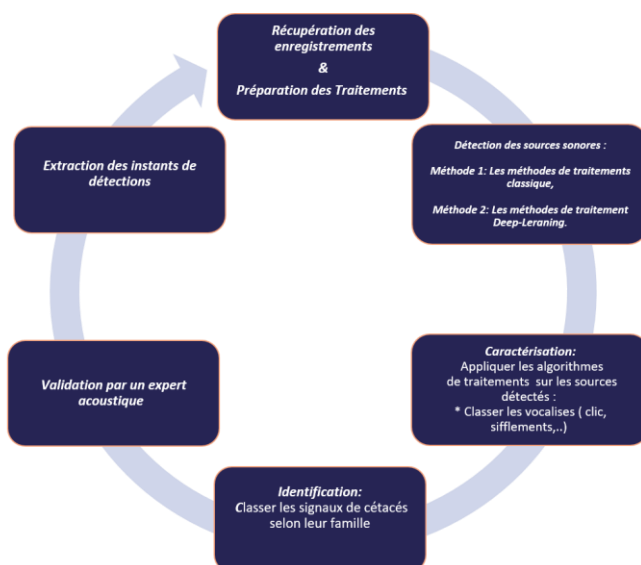 Récupération des
enregistrements
&
Préparation des Traitements
Détection des sources sonores :
Méthode 1: Les méthodes de traitements
classique,
Méthode 2: Les méthodes de traitement
Deep-Leraning.
Caractérisation:
Appliquer les algorithmes
de traitements sur les sources
détectés :
* Classer les vocalises ( clic,
sifflements,..)
Identification:
Classer les signaux de cétacés
selon leur famille
Validation par un expert
acoustique
Extraction des instants de
détections